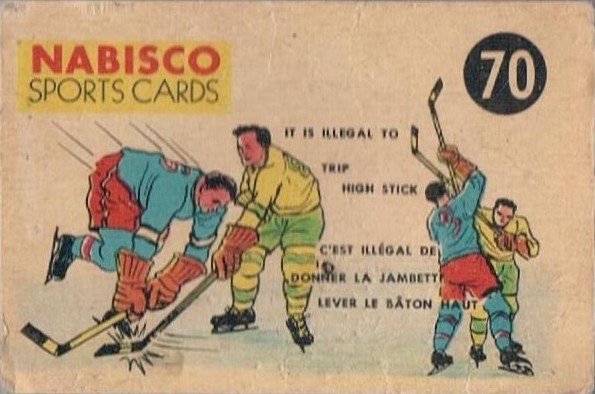 NABISCO
SPORTS CARDS
70
IT IS ILLEGAL TO
TRIP
HIGH STICK
C'EST ILLÉGAL DE
DONNER LA JAMBETT
LEVER LE BÂTON HAUT